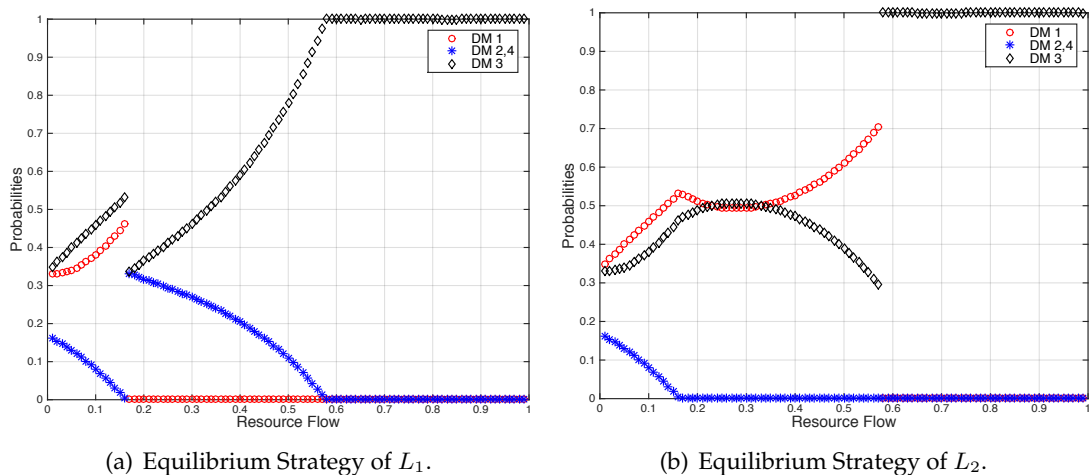 1
0.9
0.8
0.7
0.6
0.5
0.4
0.3
0.2
0.1
0
Probabilities
DM 1
DM 2,4
DM 3
0 0.1 0.2 0.3 0.4 0.5 0.6 0.7 0.8 0.9 1
Resource Flow
(a) Equilibrium Strategy of L₁.
1
0.9
0.8
0.7
0.6
0.5
0.4
0.3
0.2
0.1
0
Probabilities
DM 1
DM 2,4
DM 3
0 0.1 0.2 0.3 0.4 0.5 0.6 0.7 0.8 0.9 1
Resource Flow
(b) Equilibrium Strategy of L₂.